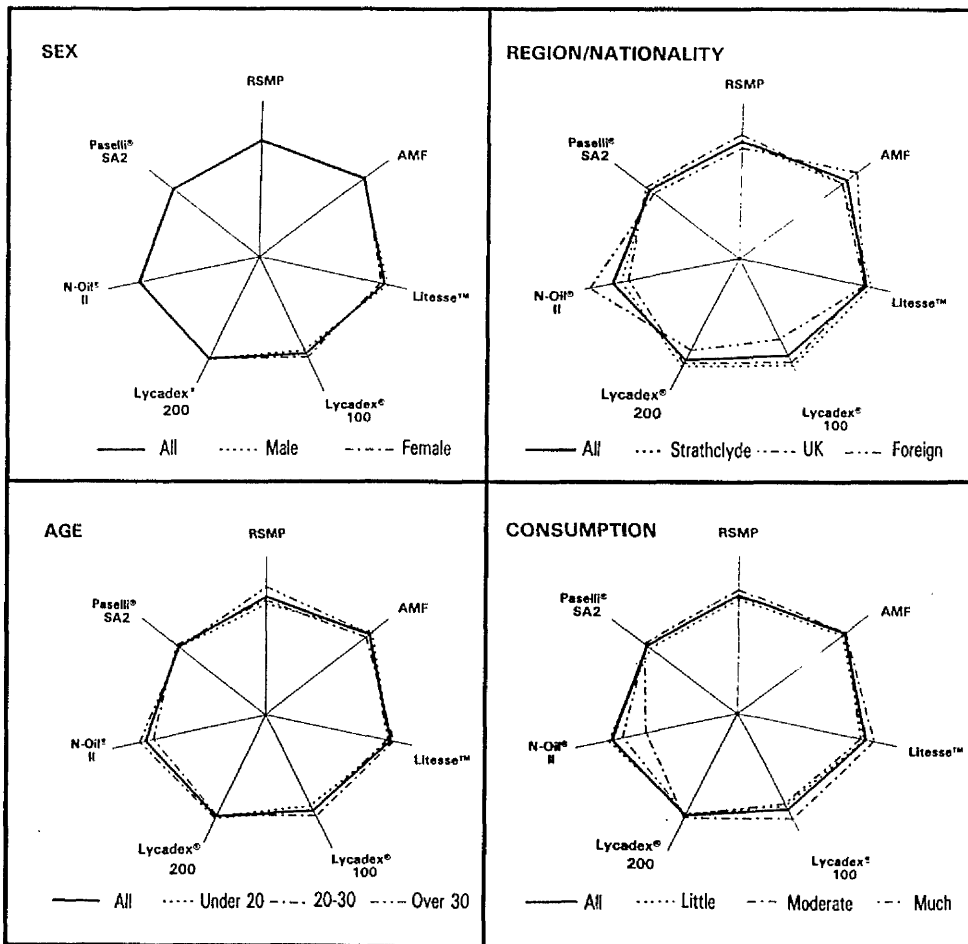 SEX
RSMP
Paselli®
SA2
AMF
N-Oil®
II
Litesse™
Lycadex®
200
Lycadex®
100
All
Male
Female
REGION/NATIONALITY
RSMP
Paselli®
SA2
AMF
N-Oil®
II
Litesse™
Lycadex®
200
Lycadex®
100
All
Strathclyde
UK
Foreign
AGE
RSMP
Paselli®
SA2
AMF
N-Oil®
II
Litesse™
Lycadex®
200
Lycadex®
100
All
Under 20
20-30
Over 30
CONSUMPTION
RSMP
Paselli®
SA2
AMF
N-Oil®
II
Litesse™
Lycadex®
200
Lycadex®
100
All
Little
Moderate
Much